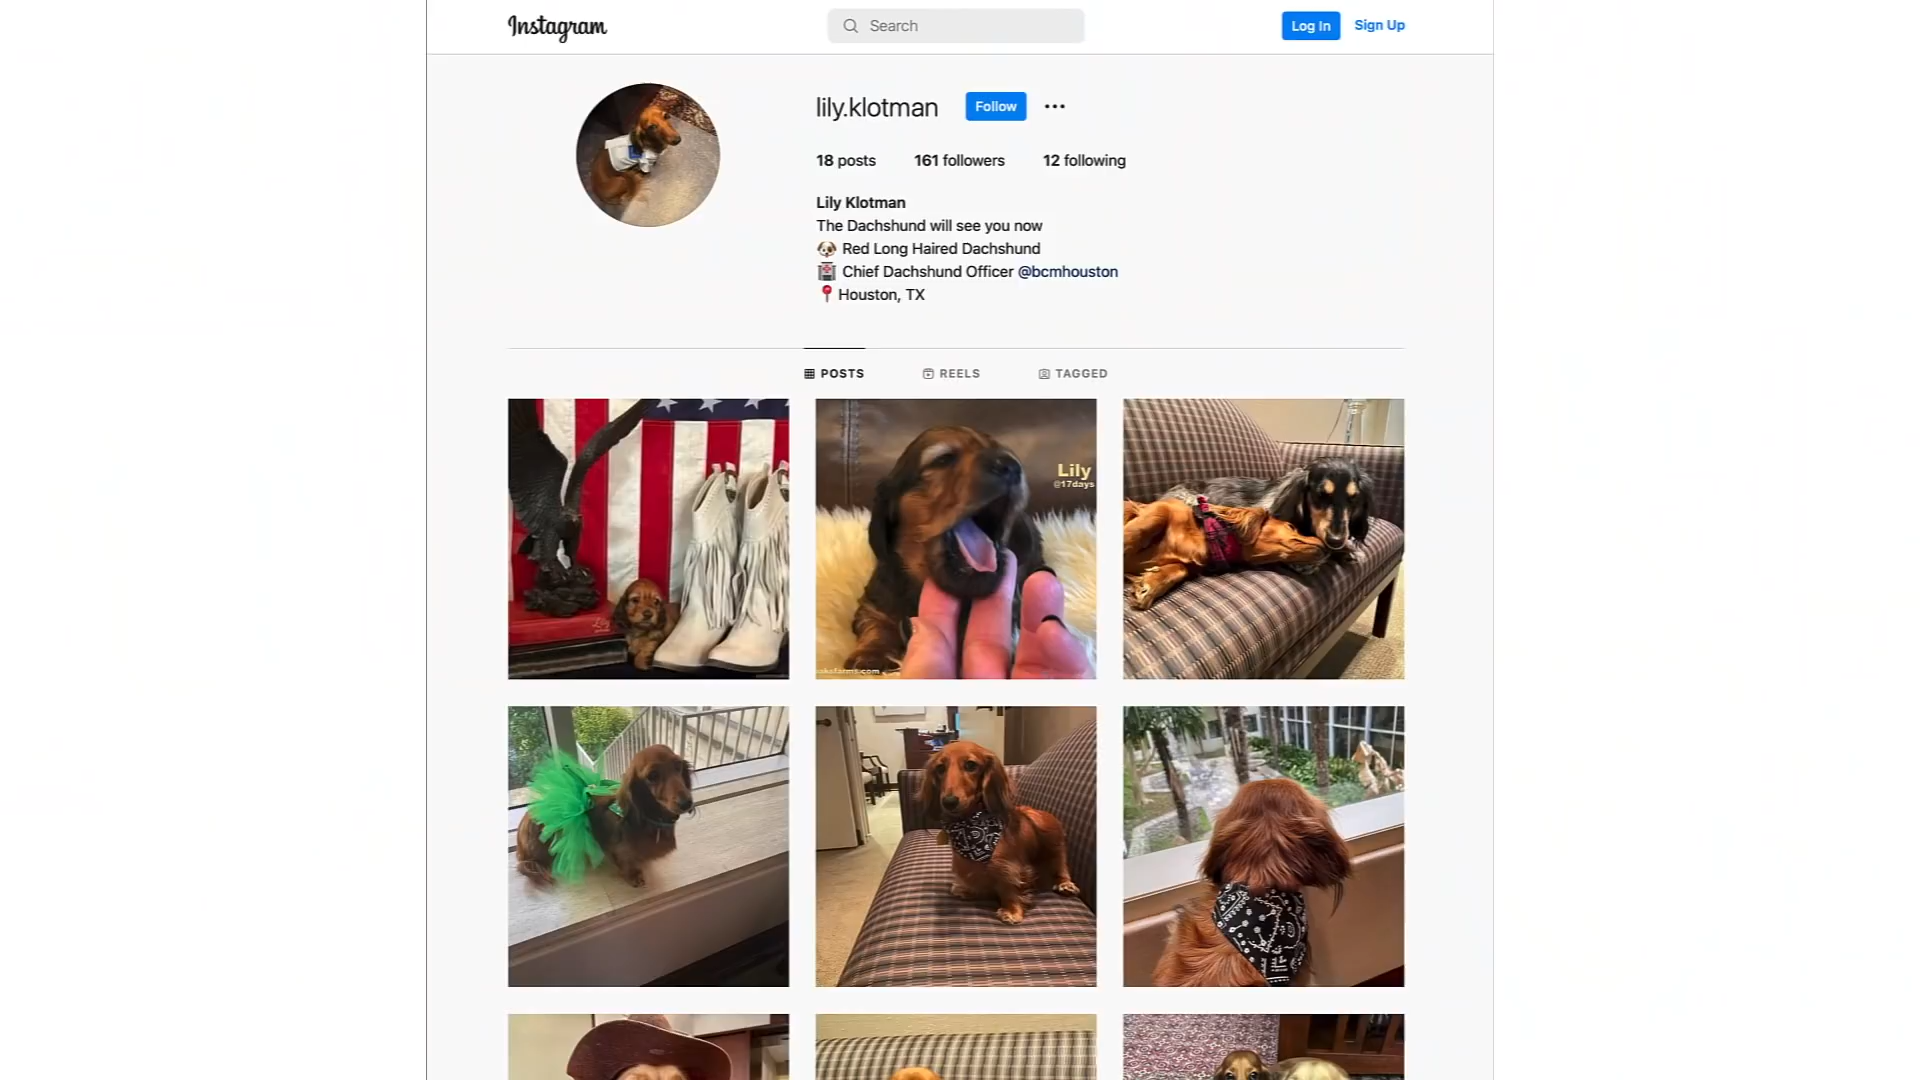 Instagram
Search
Log In
Sign Up
lily.klotman
Follow
18 posts
161 followers
12 following
Lily Klotman
The Dachshund will see you now
Red Long Haired Dachshund
Chief Dachshund Officer @bcmhouston
Houston, TX
POSTS
REELS
TAGGED
Lily
@17days